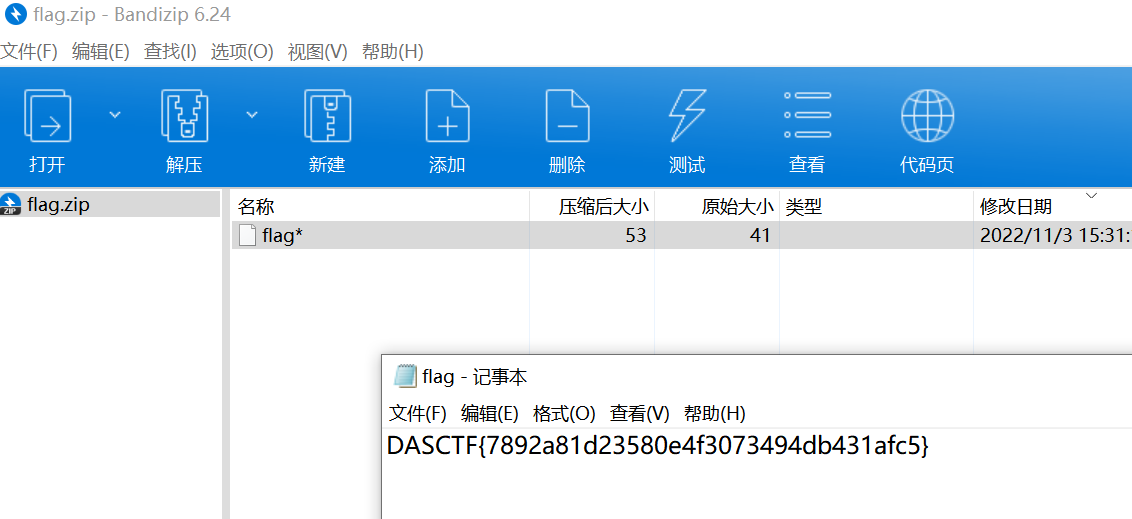 flag.zip - Bandizip 6.24
文件(F) 编辑(E) 查找(I) 选项(O) 视图(V) 帮助(H)
打开 解压 新建 添加 删除 测试 查看 代码页
flag.zip
名称 压缩后大小 原始大小 类型 修改日期
flag* 53 41 2022/11/3 15:31:
flag - 记事本
文件(F) 编辑(E) 格式(O) 查看(V) 帮助(H)
DASCTF{7892a81d23580e4f3073494db431afc5}